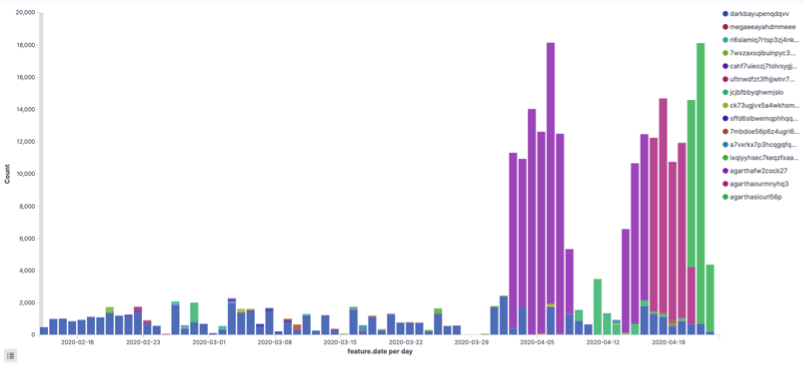 20,000
18,000
16,000
14,000
12,000
10,000
8,000
6,000
4,000
2,000
0
Count
2020-02-16
2020-02-23
2020-03-01
2020-03-08
2020-03-15
2020-03-22
2020-03-29
2020-04-05
2020-04-12
2020-04-19
feature.date per day
darkbayupenqdqvv
megaeeayahdmmeee
ri6siamiq7rtsp3zj4nk...
7wxzaxsqibuinpyc3...
cahf7uieozj7tolvsygj...
uftnwdfzt3fhjjwlnr7...
jcjbfbbyqhwmjslo
ck73ugjvx5a4wkhsm...
sffd6slbwemqphhqq...
7mbdoe56p6z4ugri6...
a7vxrkx7p3hcqgqfq...
ixqiyyhsec7keqzfxaa...
agarthafw2cock27
agarthaourmnyhq3
agarthasicurl56p